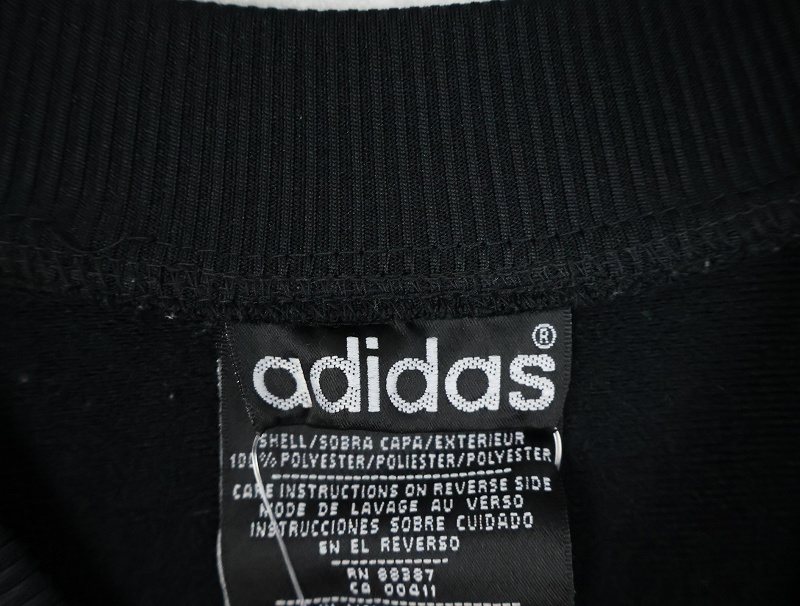 adidas®
SHELL/SOBRA CAPA/EXTERIEUR
100% POLYESTER/POLIESTER/POLYESTER
CARE INSTRUCTIONS ON REVERSE SIDE
MODE DE LAVAGE AU VERSO
INSTRUCCIONES SOBRE CUIDADO
EN EL REVERSO
RN 88387
CA 00411